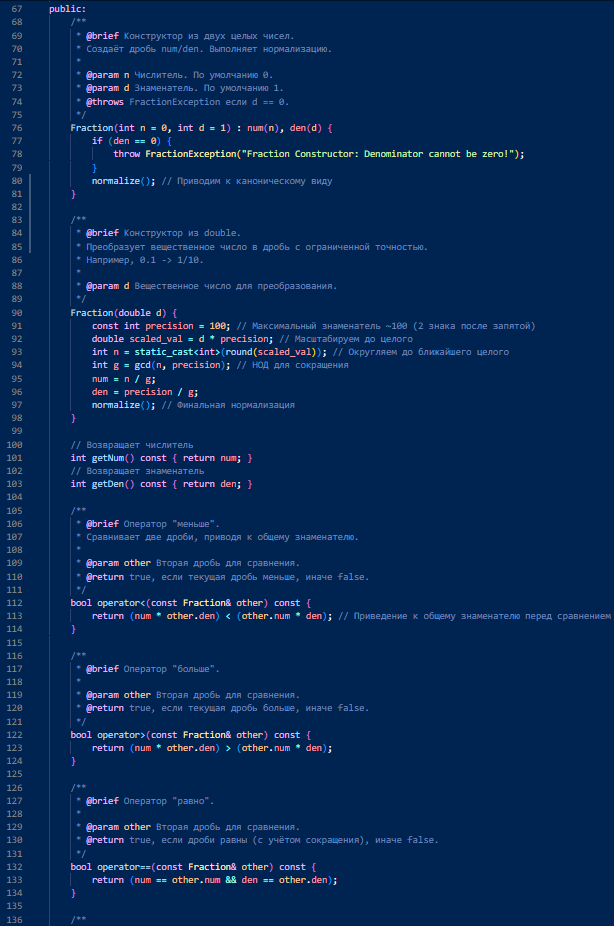 67 public:
68 /**
69 * @brief Конструктор из двух целых чисел.
70 * Создаёт дробь num/den. Выполняет нормализацию.
71 *
72 * @param n Числитель. По умолчанию 0.
73 * @param d Знаменатель. По умолчанию 1.
74 * @throws FractionException если d == 0.
75 */
76 Fraction(int n = 0, int d = 1) : num(n), den(d) {
77 if (den == 0) {
78 throw FractionException("Fraction Constructor: Denominator cannot be zero!");
79 }
80 normalize(); // Приводим к каноническому виду
81 }
82
83 /**
84 * @brief Конструктор из double.
85 * Преобразует вещественное число в дробь с ограниченной точностью.
86 * Например, 0.1 -> 1/10.
87 *
88 * @param d Вещественное число для преобразования.
89 */
90 Fraction(double d) {
91 const int precision = 100; // Максимальный знаменатель ~100 (2 знака после запятой)
92 double scaled_val = d * precision; // Масштабируем до целого
93 int n = static_cast<int>(round(scaled_val)); // Округляем до ближайшего целого
94 int g = gcd(n, precision); // НОД для сокращения
95 num = n / g;
96 den = precision / g;
97 normalize(); // Финальная нормализация
98 }
99
100 // Возвращает числитель
101 int getNum() const { return num; }
102 // Возвращает знаменатель
103 int getDen() const { return den; }
104
105 /**
106 * @brief Оператор "меньше".
107 * Сравнивает две дроби, приводя к общему знаменателю.
108 *
109 * @param other Вторая дробь для сравнения.
110 * @return true, если текущая дробь меньше, иначе false.
111 */
112 bool operator<(const Fraction& other) const {
113 return (num * other.den) < (other.num * den); // Приведение к общему знаменателю перед сравнением
114 }
115
116 /**
117 * @brief Оператор "больше".
118 *
119 * @param other Вторая дробь для сравнения.
120 * @return true, если текущая дробь больше, иначе false.
121 */
122 bool operator>(const Fraction& other) const {
123 return (num * other.den) > (other.num * den);
124 }
125
126 /**
127 * @brief Оператор "равно".
128 *
129 * @param other Вторая дробь для сравнения.
130 * @return true, если дроби равны (с учётом сокращения), иначе false.
131 */
132 bool operator==(const Fraction& other) const {
133 return (num == other.num && den == other.den);
134 }
135
136 /**